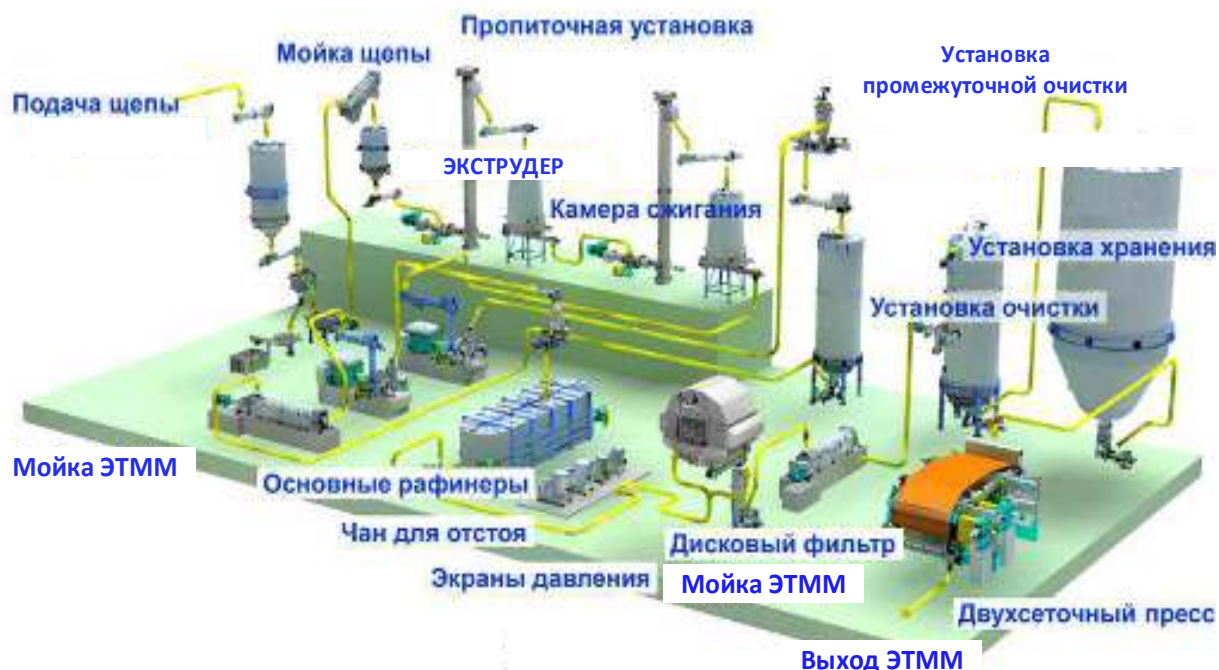 Пропиточная установка
Мойка щепы
Установка
промежуточной очистки
Подача щепы
ЭКСТРУДЕР
Камера сжигания
Установка хранения
Установка очистки
Мойка ЭТММ
Основные рафинеры
Чан для отстоя
Дисковый фильтр
Экраны давления
Мойка ЭТММ
Двухсеточный пресс
Выход ЭТММ